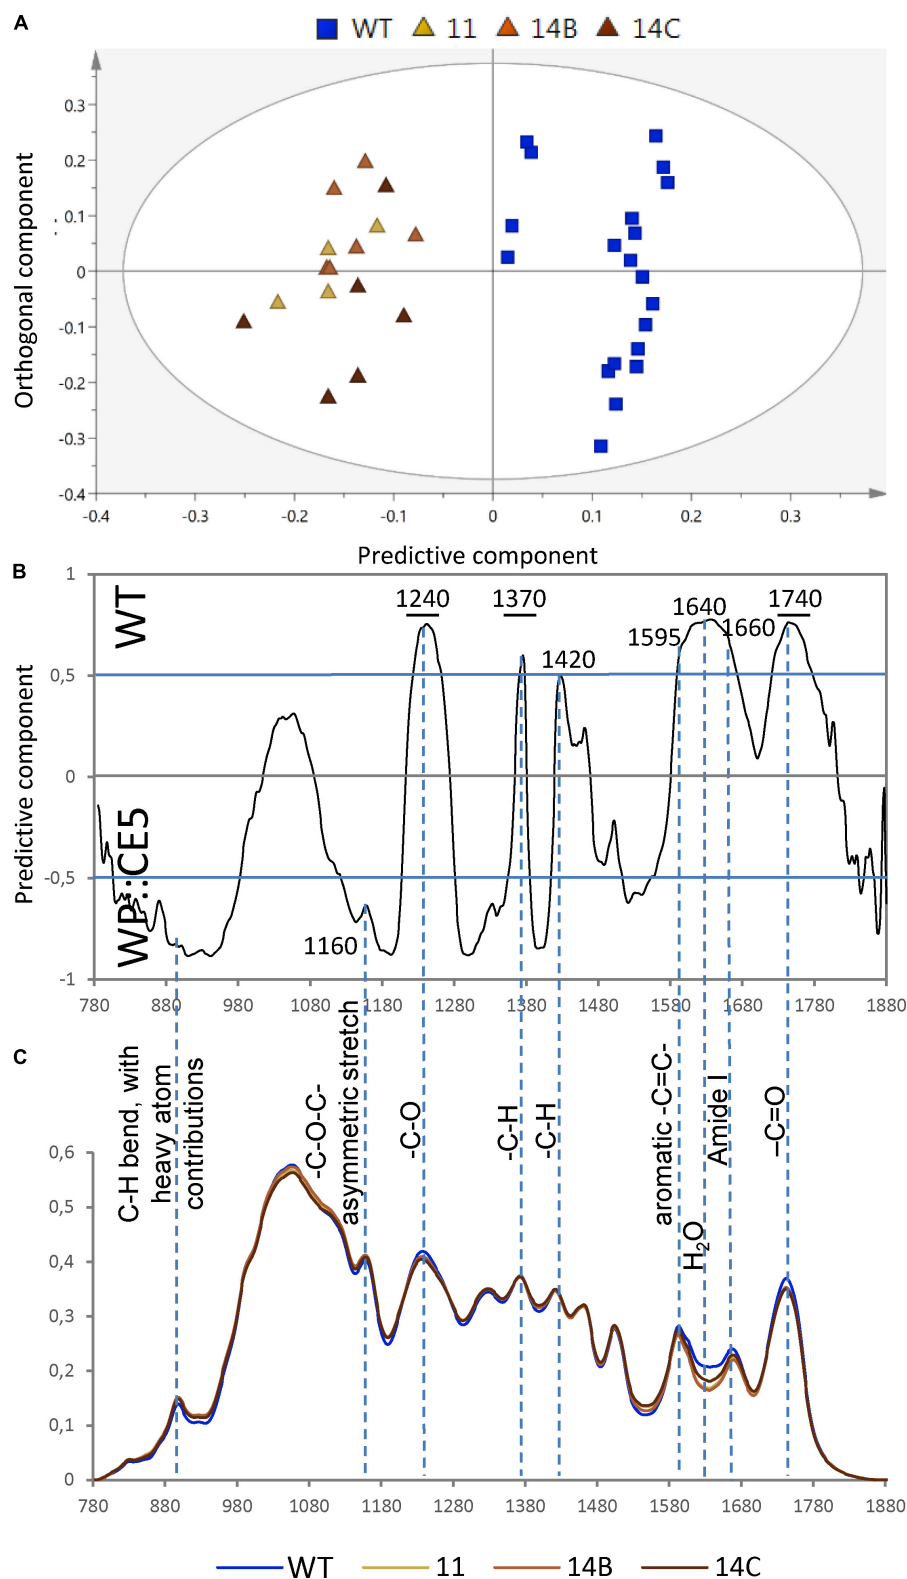 A
WT 11 14B 14C
Orthogonal component
0.3
0.2
0.1
0
-0.1
-0.2
-0.3
-0.4
-0.4 -0.3 -0.2 -0.1 0 0.1 0.2 0.3
Predictive component
B
Predictive component
1
0,5
0
-0,5
-1
WT
WP::CE5
1240
1370
1420
1595
1640
1660
1740
1160
780 880 980 1080 1180 1280 1380 1480 1580 1680 1780 1880
C
C-H bend, with
heavy atom
contributions
-C-O-C-
asymmetric stretch
-C-O
-C-H
-C-H
aromatic -C=C-
H2O
Amide I
–C=O
0,6
0,5
0,4
0,3
0,2
0,1
0
780 880 980 1080 1180 1280 1380 1480 1580 1680 1780 1880
WT 11 14B 14C